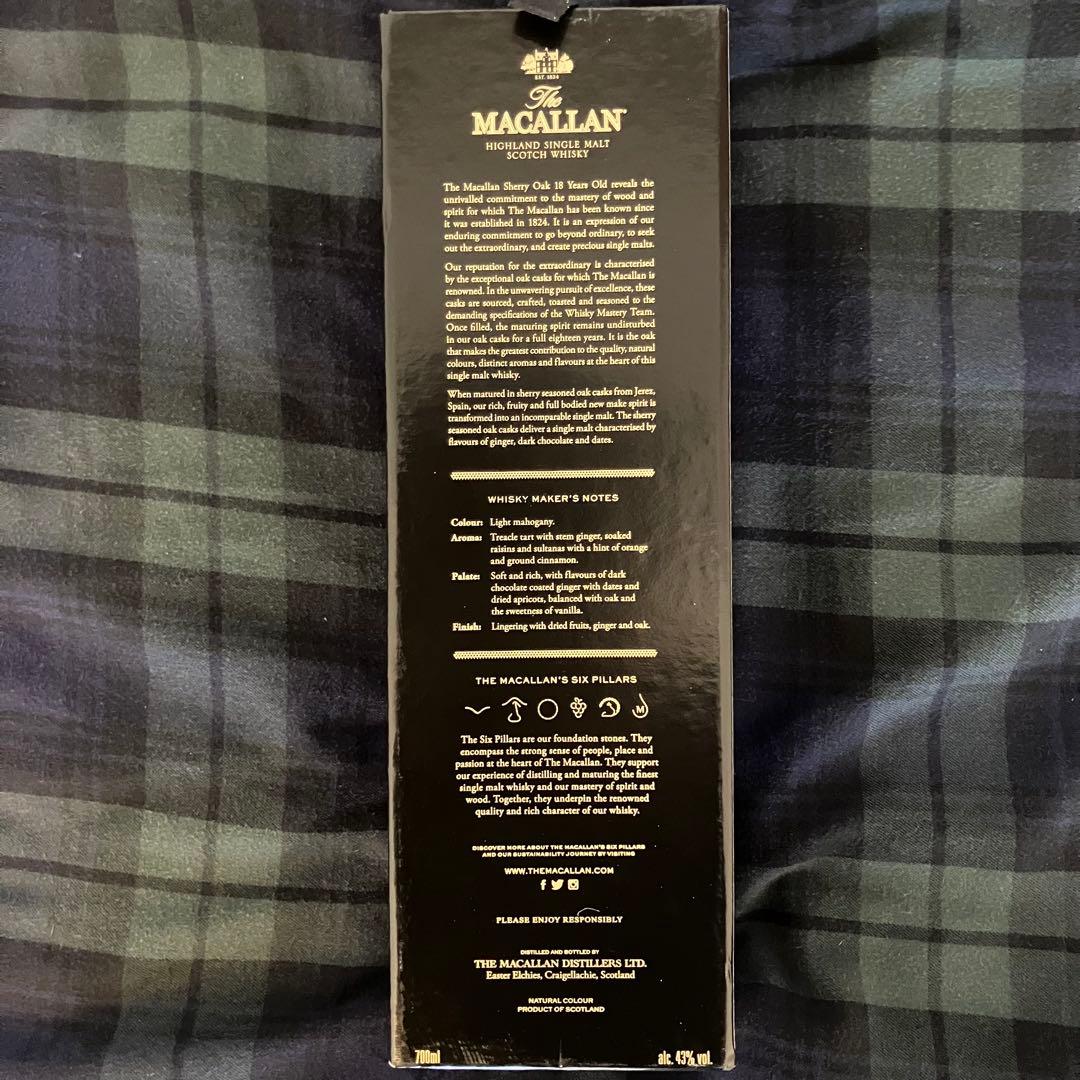 EST. 1824
The
MACALLAN
HIGHLAND SINGLE MALT
SCOTCH WHISKY
The Macallan Sherry Oak 18 Years Old reveals the
unrivalled commitment to the mastery of wood and
spirit for which The Macallan has been known since
it was established in 1824. It is an expression of our
enduring commitment to go beyond ordinary, to seek
out the extraordinary, and create precious single malts.
Our reputation for the extraordinary is characterised
by the exceptional oak casks for which The Macallan is
renowned. In the unwavering pursuit of excellence, these
casks are sourced, crafted, toasted and seasoned to the
demanding specifications of the Whisky Mastery Team.
Once filled, the maturing spirit remains undisturbed
in our oak casks for a full eighteen years. It is the oak
that makes the greatest contribution to the quality, natural
colours, distinct aromas and flavours at the heart of this
single malt whisky.
When matured in sherry seasoned oak casks from Jerez,
Spain, our rich, fruity and full bodied new make spirit is
transformed into an incomparable single malt. The sherry
seasoned oak casks deliver a single malt characterised by
flavours of ginger, dark chocolate and dates.
WHISKY MAKER'S NOTES
Colour: Light mahogany.
Aroma: Treacle tart with stem ginger, soaked
raisins and sultanas with a hint of orange
and ground cinnamon.
Palate: Soft and rich, with flavours of dark
chocolate coated ginger with dates and
dried apricots, balanced with oak and
the sweetness of vanilla.
Finish: Lingering with dried fruits, ginger and oak.
THE MACALLAN'S SIX PILLARS
M
The Six Pillars are our foundation stones. They
encompass the strong sense of people, place and
passion at the heart of The Macallan. They support
our experience of distilling and maturing the finest
single malt whisky and our mastery of spirit and
wood. Together, they underpin the renowned
quality and rich character of our whisky.
DISCOVER MORE ABOUT THE MACALLAN'S SIX PILLARS
AND OUR SUSTAINABILITY JOURNEY BY VISITING
WWW.THEMACALLAN.COM
PLEASE ENJOY RESPONSIBLY
DISTILLED AND BOTTLED BY
THE MACALLAN DISTILLERS LTD.
Easter Elchies, Craigellachie, Scotland
NATURAL COLOUR
PRODUCT OF SCOTLAND
700ml alc. 43% vol.